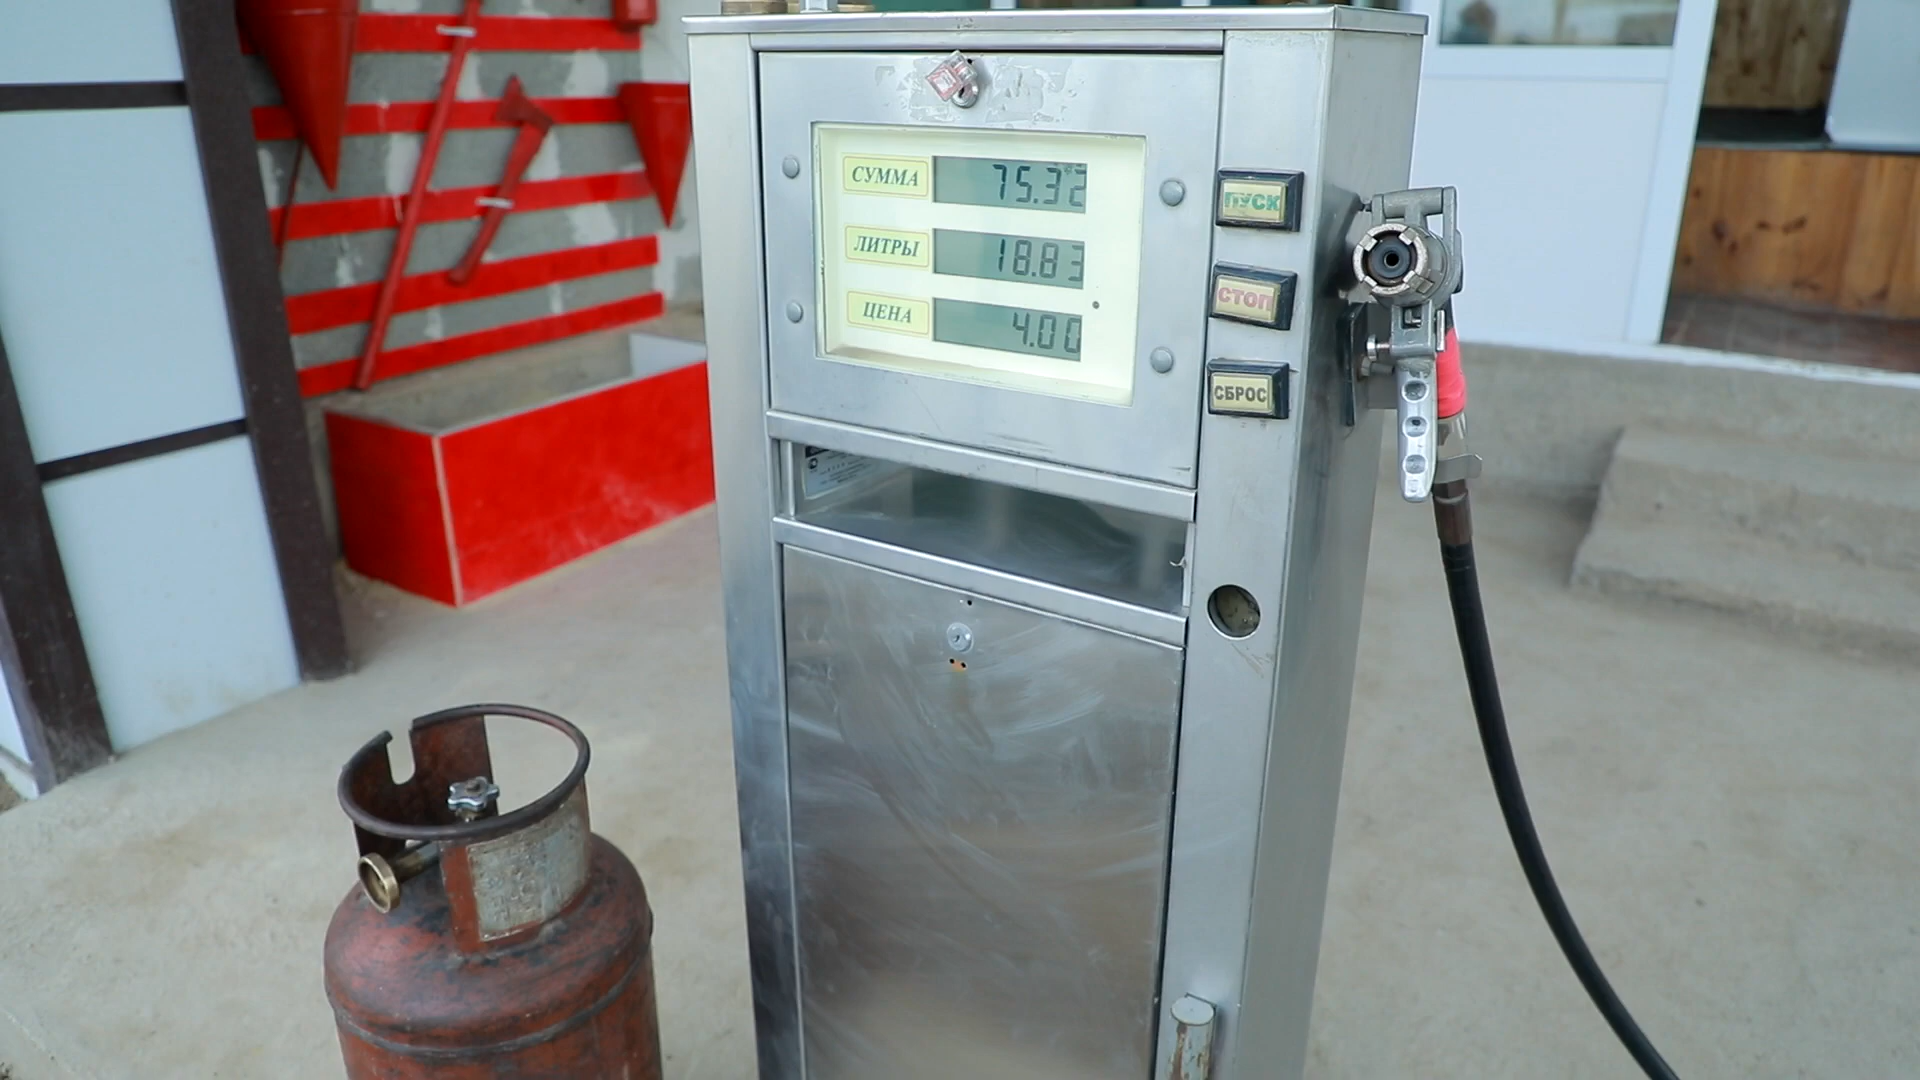 СУММА 75.32
ЛИТРЫ 18.83
ЦЕНА 4.00
ПУСК
СТОП
СБРОС